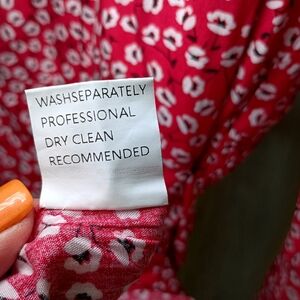 WASHSEPARATELY
PROFESSIONAL
DRY CLEAN
RECOMMENDED